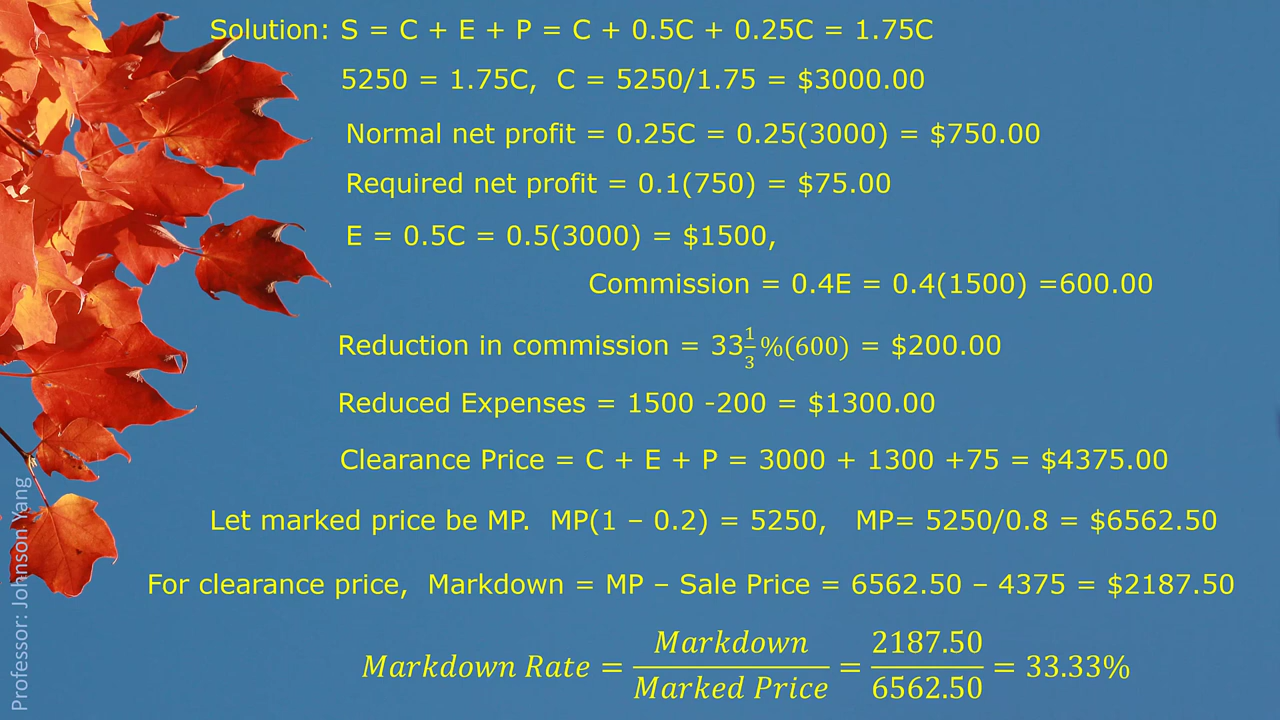 Solution: S = C + E + P = C + 0.5C + 0.25C = 1.75C
5250 = 1.75C, C = 5250/1.75 = $3000.00
Normal net profit = 0.25C = 0.25(3000) = $750.00
Required net profit = 0.1(750) = $75.00
E = 0.5C = 0.5(3000) = $1500,
Commission = 0.4E = 0.4(1500) =600.00
Reduction in commission = 33 1/3 %(600) = $200.00
Reduced Expenses = 1500 -200 = $1300.00
Clearance Price = C + E + P = 3000 + 1300 +75 = $4375.00
Let marked price be MP. MP(1 – 0.2) = 5250, MP= 5250/0.8 = $6562.50
For clearance price, Markdown = MP – Sale Price = 6562.50 – 4375 = $2187.50
Markdown Rate = Markdown/Marked Price = 2187.50/6562.50 = 33.33%
Professor: Johnson Yang